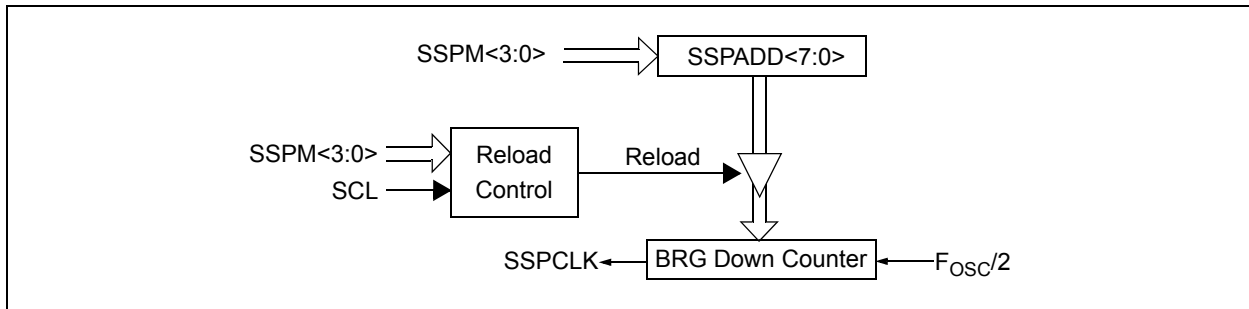 SSPM<3:0>
SSPADD<7:0>
SSPM<3:0>
SCL
Reload
Control
Reload
SSPCLK
BRG Down Counter
FOSC/2